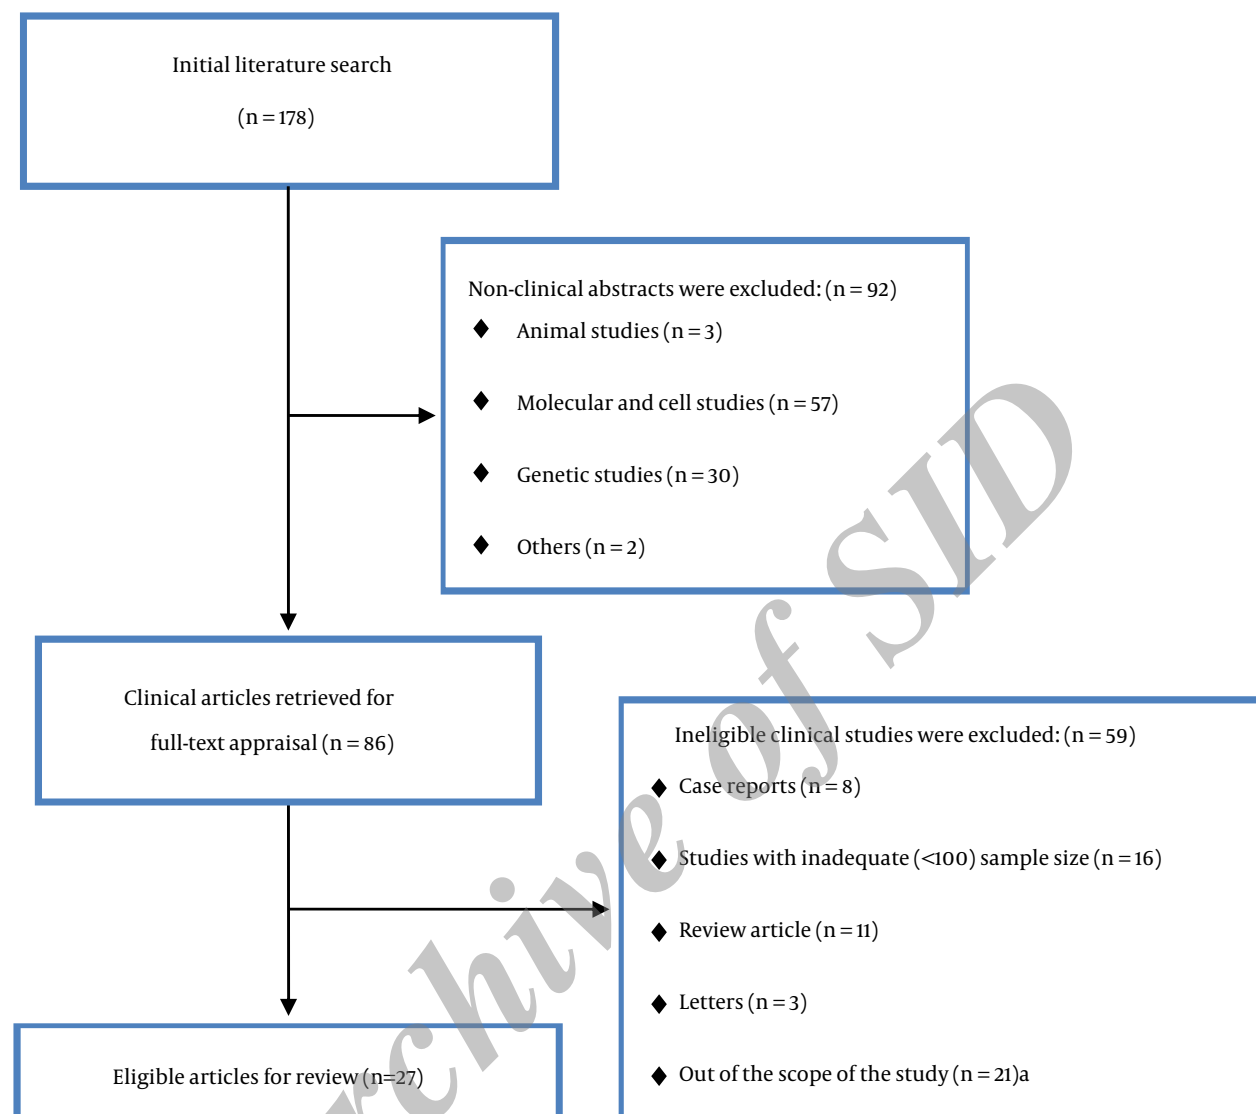 Initial literature search
(n = 178)
Non-clinical abstracts were excluded: (n = 92)
♦ Animal studies (n = 3)
♦ Molecular and cell studies (n = 57)
♦ Genetic studies (n = 30)
♦ Others (n = 2)
Clinical articles retrieved for
full-text appraisal (n = 86)
Ineligible clinical studies were excluded: (n = 59)
♦ Case reports (n = 8)
♦ Studies with inadequate (<100) sample size (n = 16)
♦ Review article (n = 11)
♦ Letters (n = 3)
♦ Out of the scope of the study (n = 21)a
Eligible articles for review (n=27)
rchive of SID